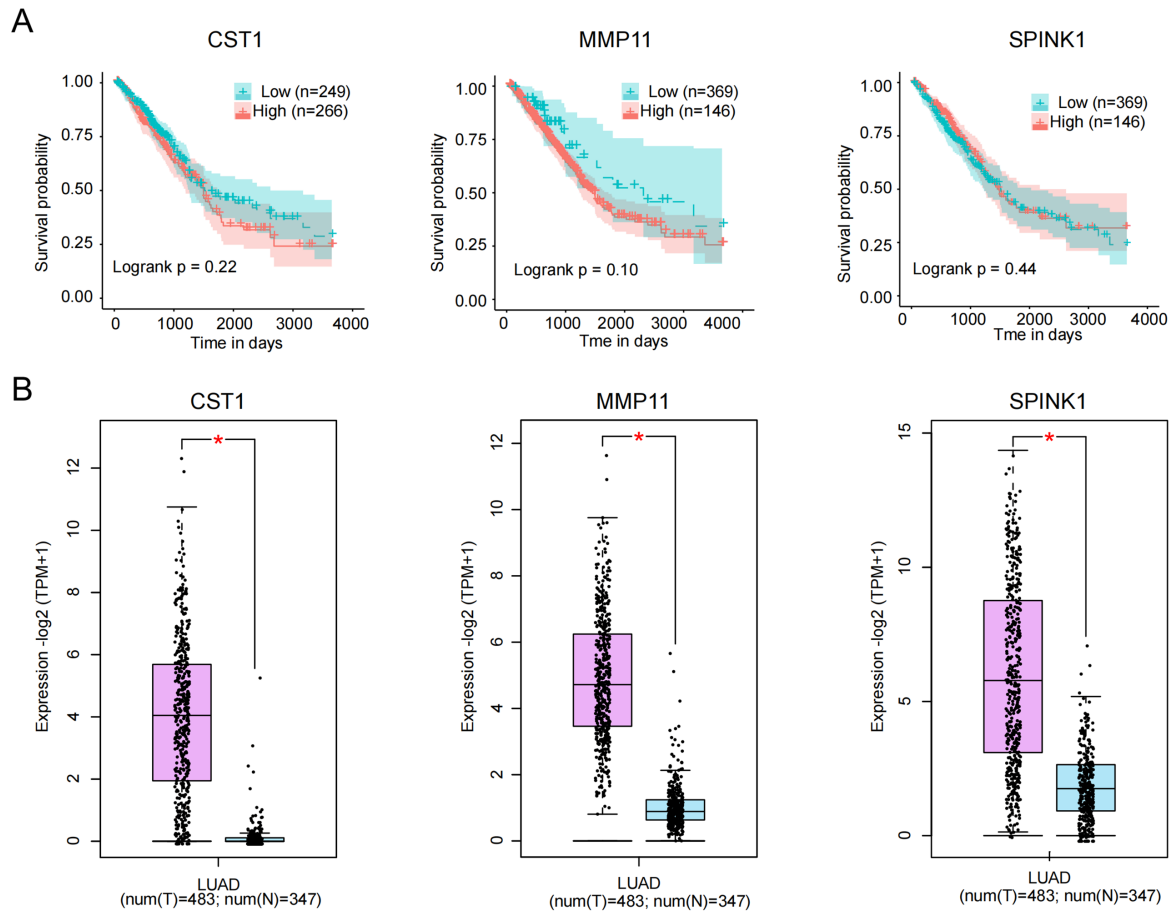 A
CST1
Survival probability
1.00
0.75
0.50
0.25
0.00
Low (n=249)
High (n=266)
Logrank p = 0.22
0 1000 2000 3000 4000
Tıme in days
MMP11
Survival probability
1.00
0.75
0.50
0.25
0.00
Low (n=369)
High (n=146)
Logrank p = 0.10
0 1000 2000 3000 4000
Tme in days
SPINK1
Survival probability
1.00
0.75
0.50
0.25
0.00
Low (n=369)
High (n=146)
Logrank p = 0.44
0 1000 2000 3000 4000
Tme in days
B
CST1
Expression -log2 (TPM+1)
12
10
8
6
4
2
0
*
LUAD
(num(T)=483; num(N)=347)
MMP11
Expression -log2 (TPM+1)
12
10
8
6
4
2
0
*
LUAD
(num(T)=483; num(N)=347)
SPINK1
Expression -log2 (TPM+1)
15
10
5
0
*
LUAD
(num(T)=483; num(N)=347)